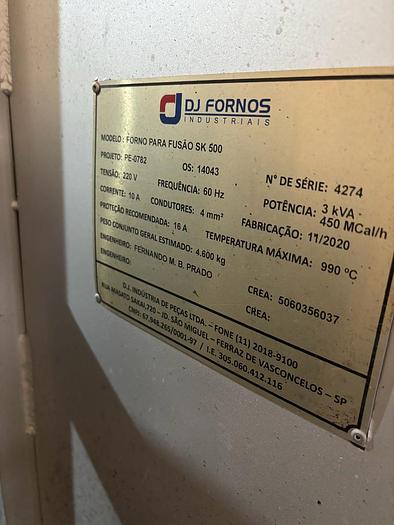 DJ FORNOS
INDUSTRIAIS
MODELO: FORNO PARA FUSÃO SK 500
PROJETO: PE-0782 OS: 14043 N° DE SÉRIE: 4274
TENSÃO: 220 V FREQUÊNCIA: 60 Hz POTÊNCIA: 3 kVA - 450 MCal/h
CORRENTE: 10 A CONDUTORES: 4 mm² FABRICAÇÃO: 11/2020
PROTEÇÃO RECOMENDADA: 16 A TEMPERATURA MÁXIMA: 990 °C
PESO CONJUNTO GERAL ESTIMADO: 4.600 kg
ENGENHEIRO: FERNANDO M. B. PRADO CREA: 5060356037
ENGENHEIRO: CREA:
D.J. INDÚSTRIA DE PEÇAS LTDA. – FONE (11) 2018-9100
RUA MASATO SAKAI,720 – JD. SÃO MIGUEL – FERRAZ DE VASCONCELOS – SP
CNPJ: 67.948.265/0001-97 / I.E. 305.060.412.116